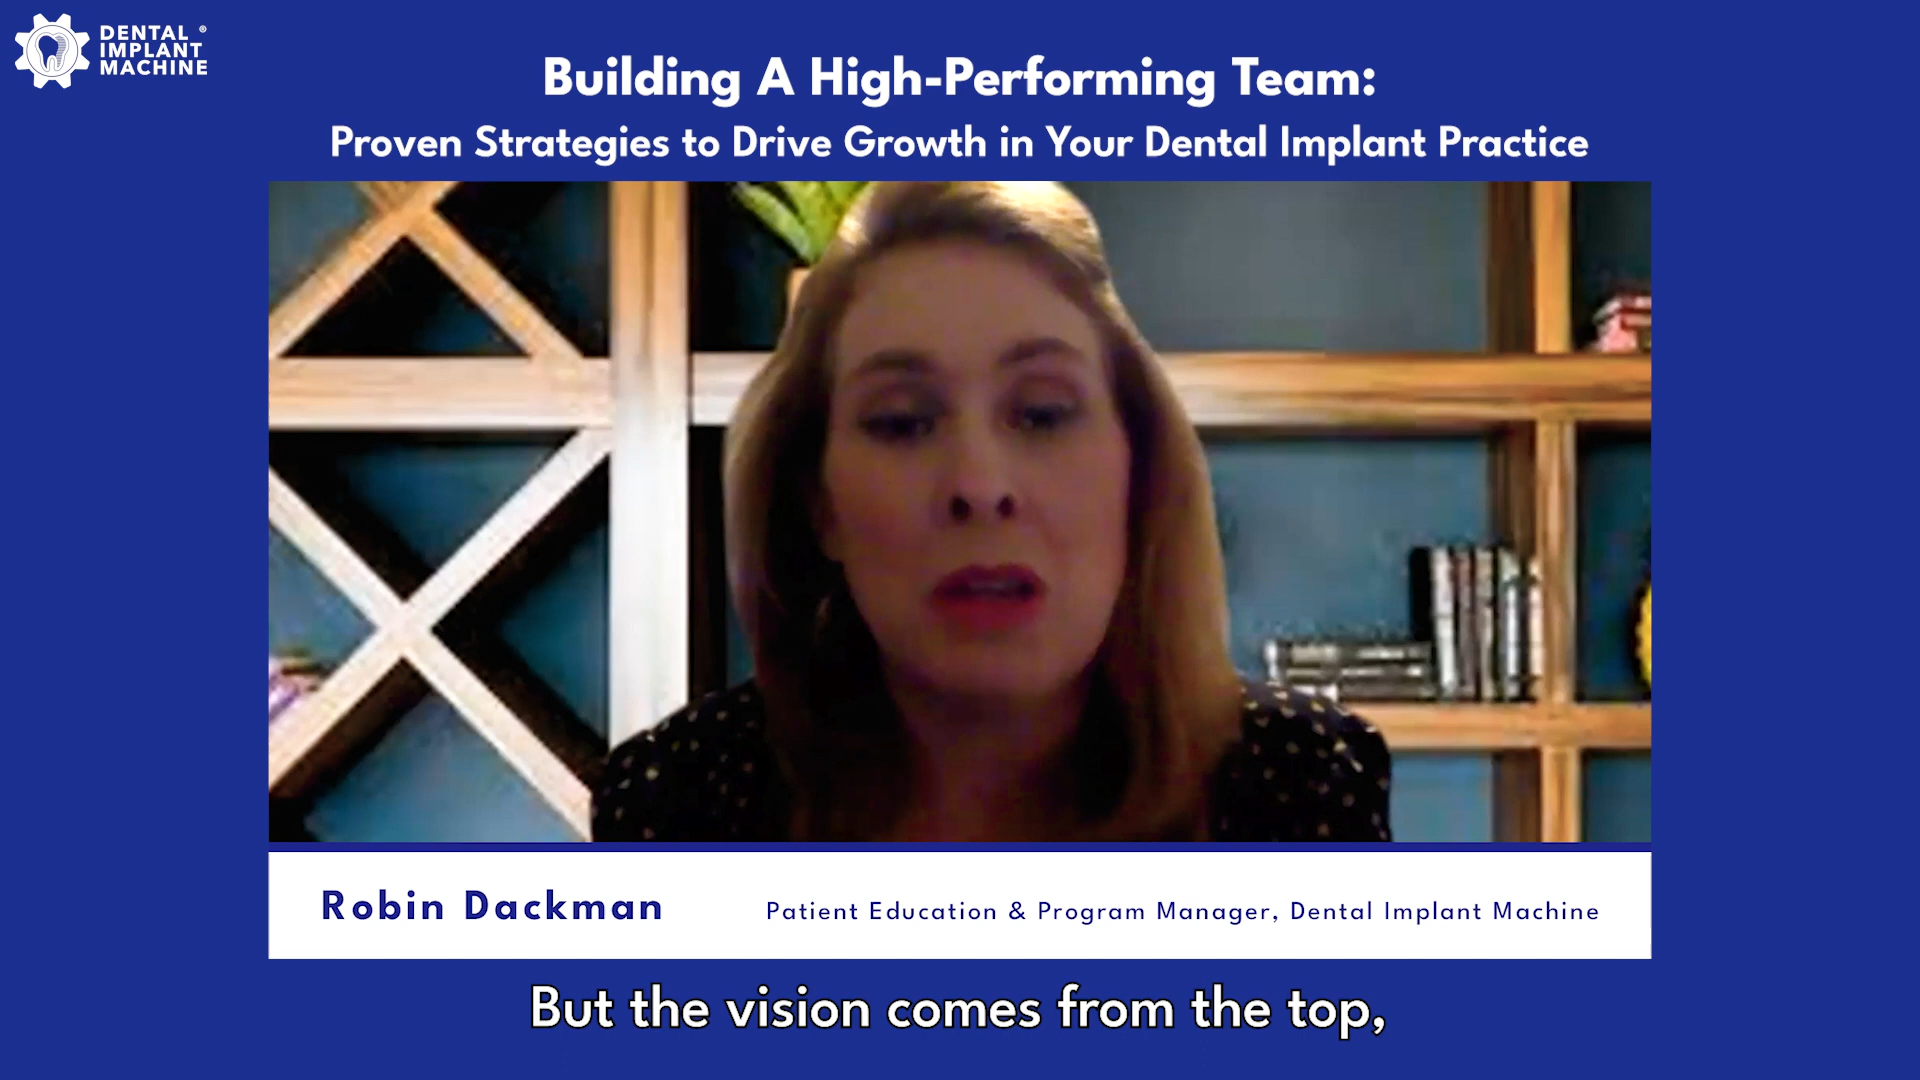 DENTAL ®
IMPLANT
MACHINE
Building A High-Performing Team:
Proven Strategies to Drive Growth in Your Dental Implant Practice
Robin Dackman
Patient Education & Program Manager, Dental Implant Machine
But the vision comes from the top,